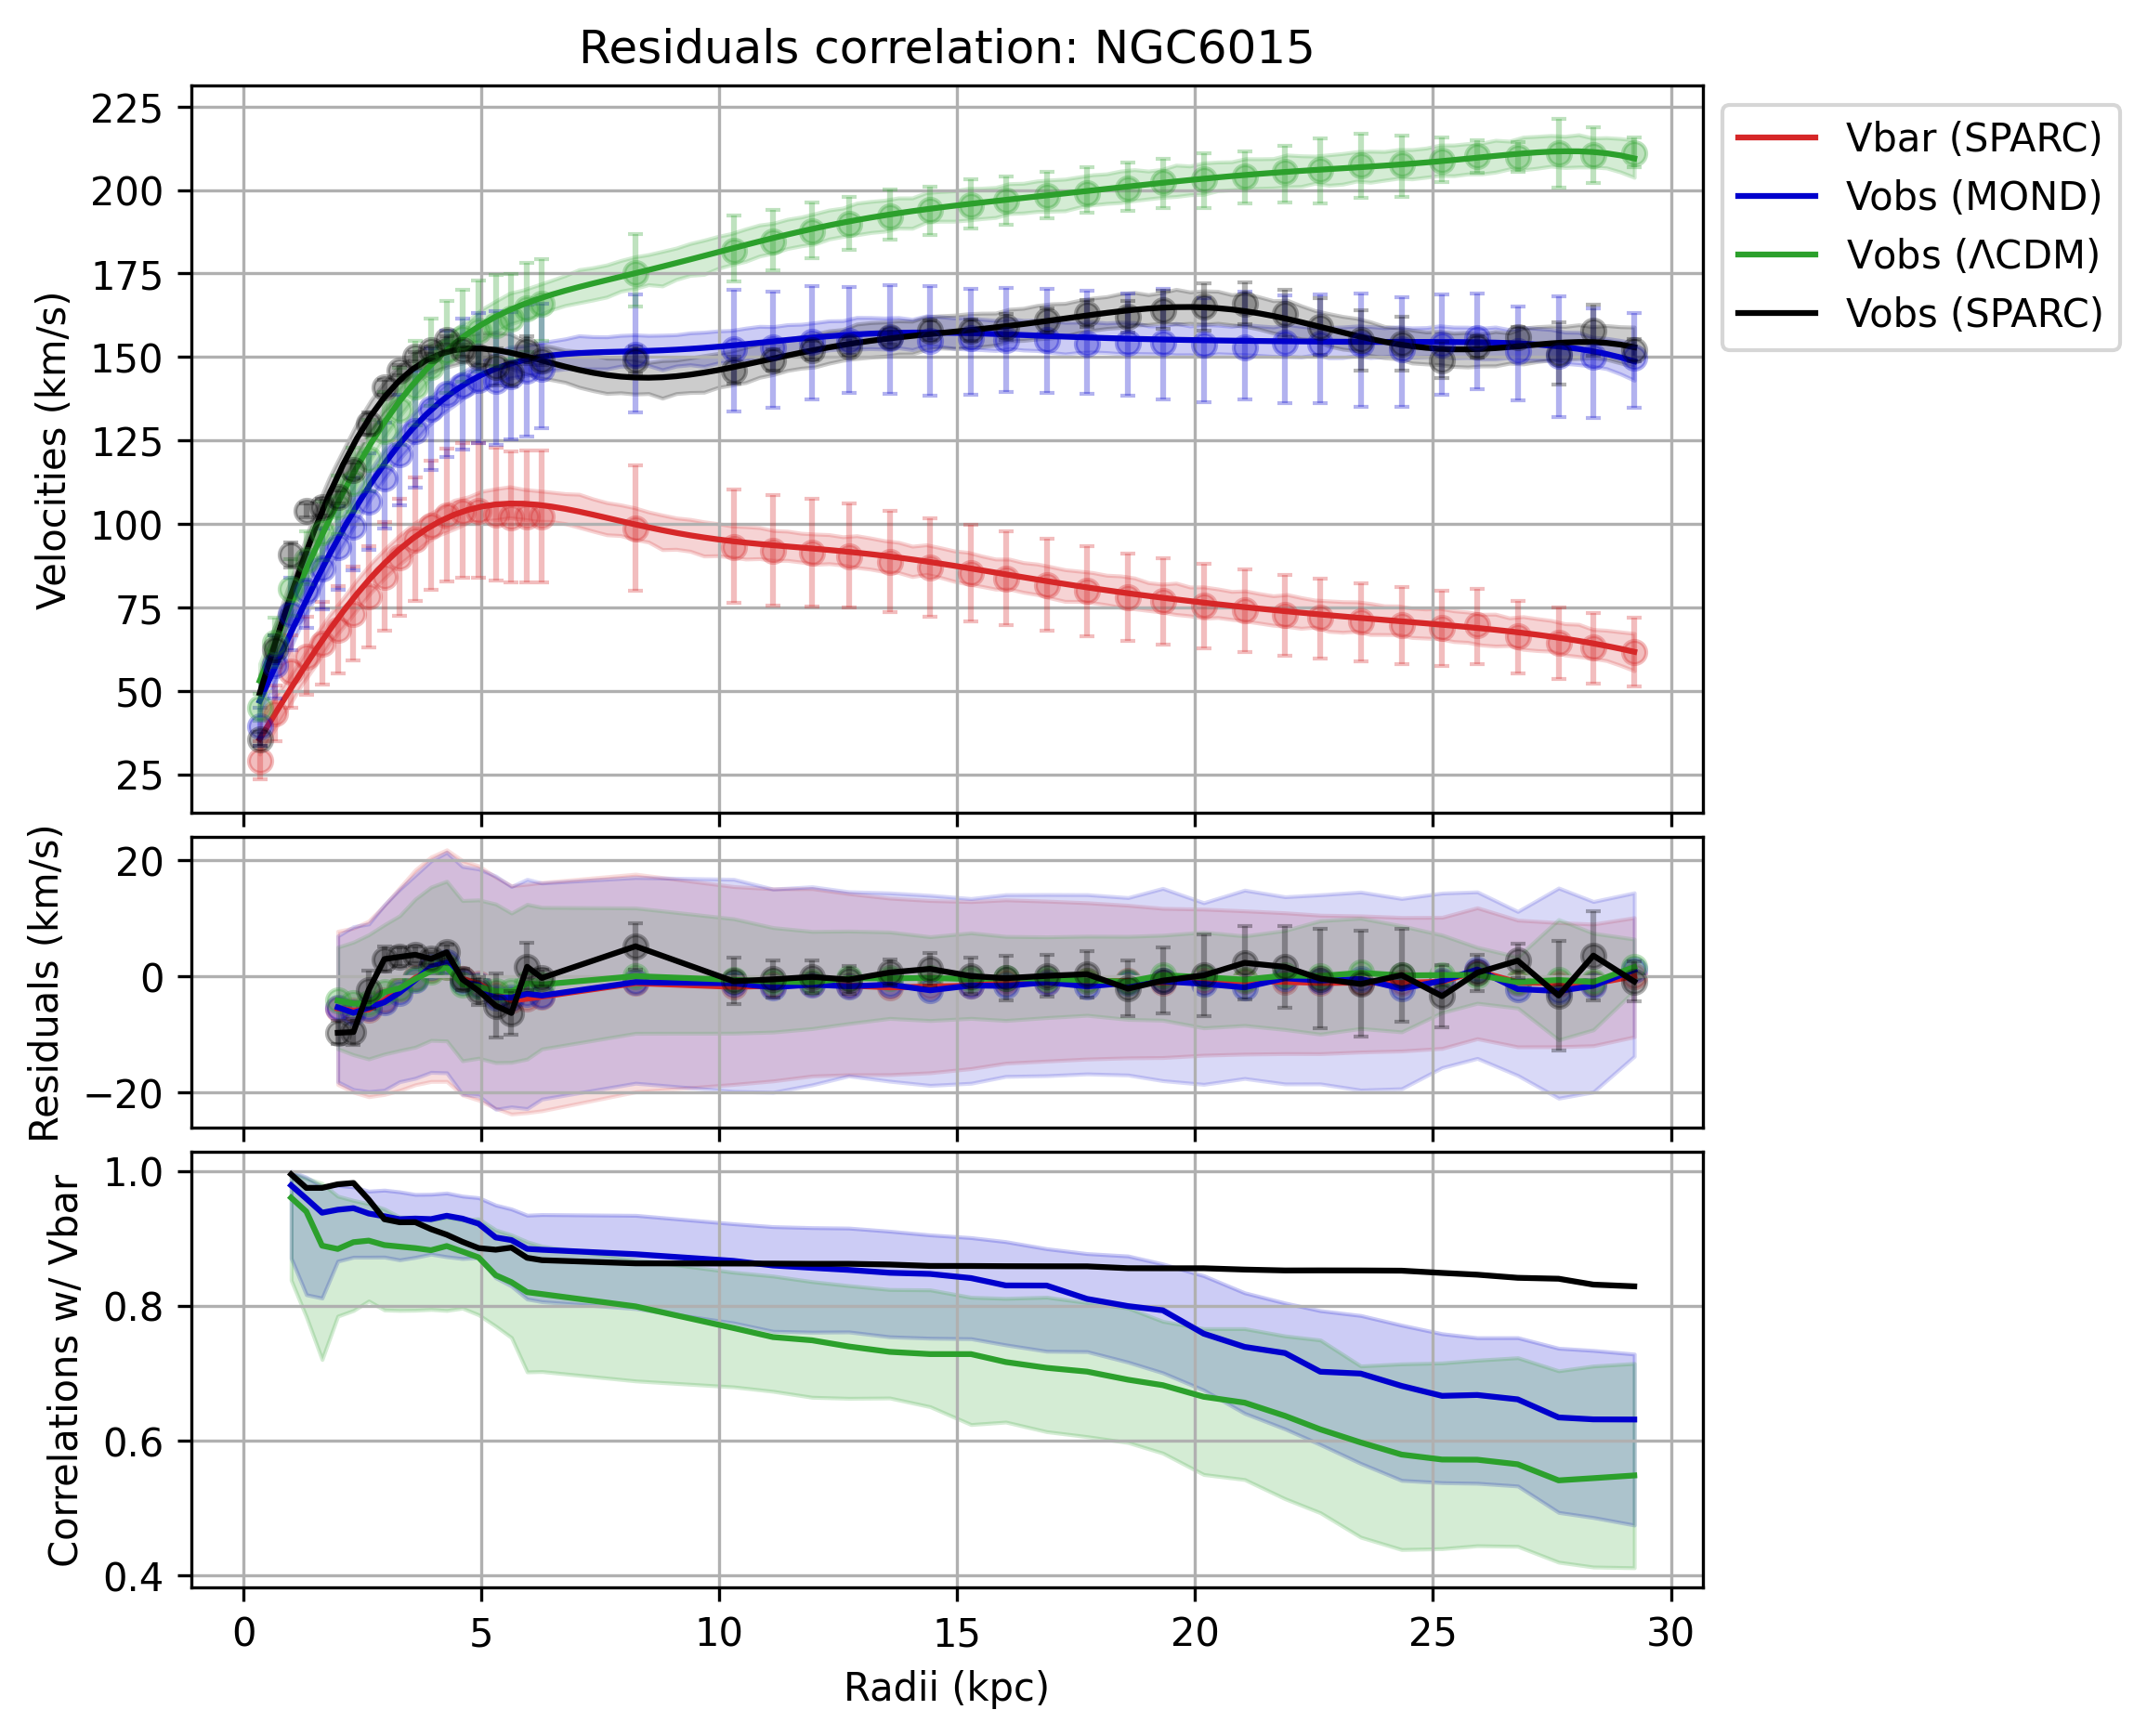 Residuals correlation: NGC6015
225
200
175
150
125
100
75
50
25
Velocities (km/s)
Vbar (SPARC)
Vobs (MOND)
Vobs (ΛCDM)
Vobs (SPARC)
20
0
−20
Residuals (km/s)
1.0
0.8
0.6
0.4
Correlations w/ Vbar
0 5 10 15 20 25 30
Radii (kpc)